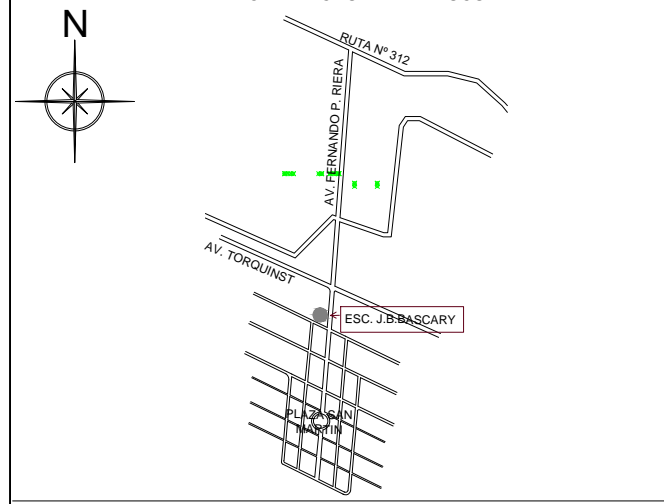 N
RUTA Nº 312
AV. FERNANDO P. RIERA
AV. TORQUINST
ESC. J.B.BASCARY
PLAZA SAN
MARTIN